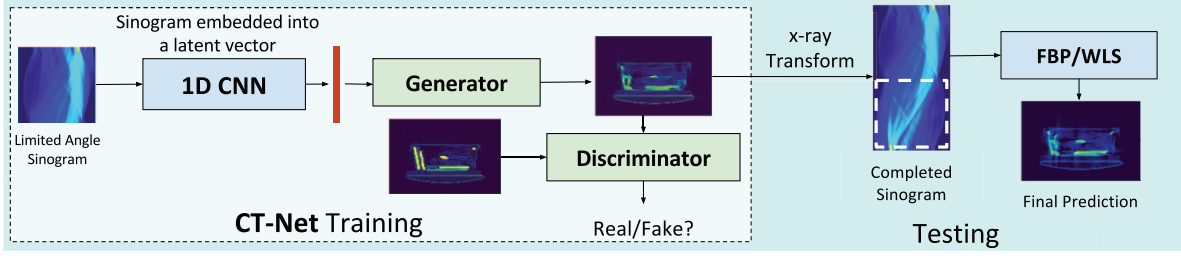 Sinogram embedded into
a latent vector
1D CNN
Generator
x-ray
Transform
FBP/WLS
Limited Angle
Sinogram
Discriminator
Completed
Sinogram
Final Prediction
CT-Net Training
Real/Fake?
Testing